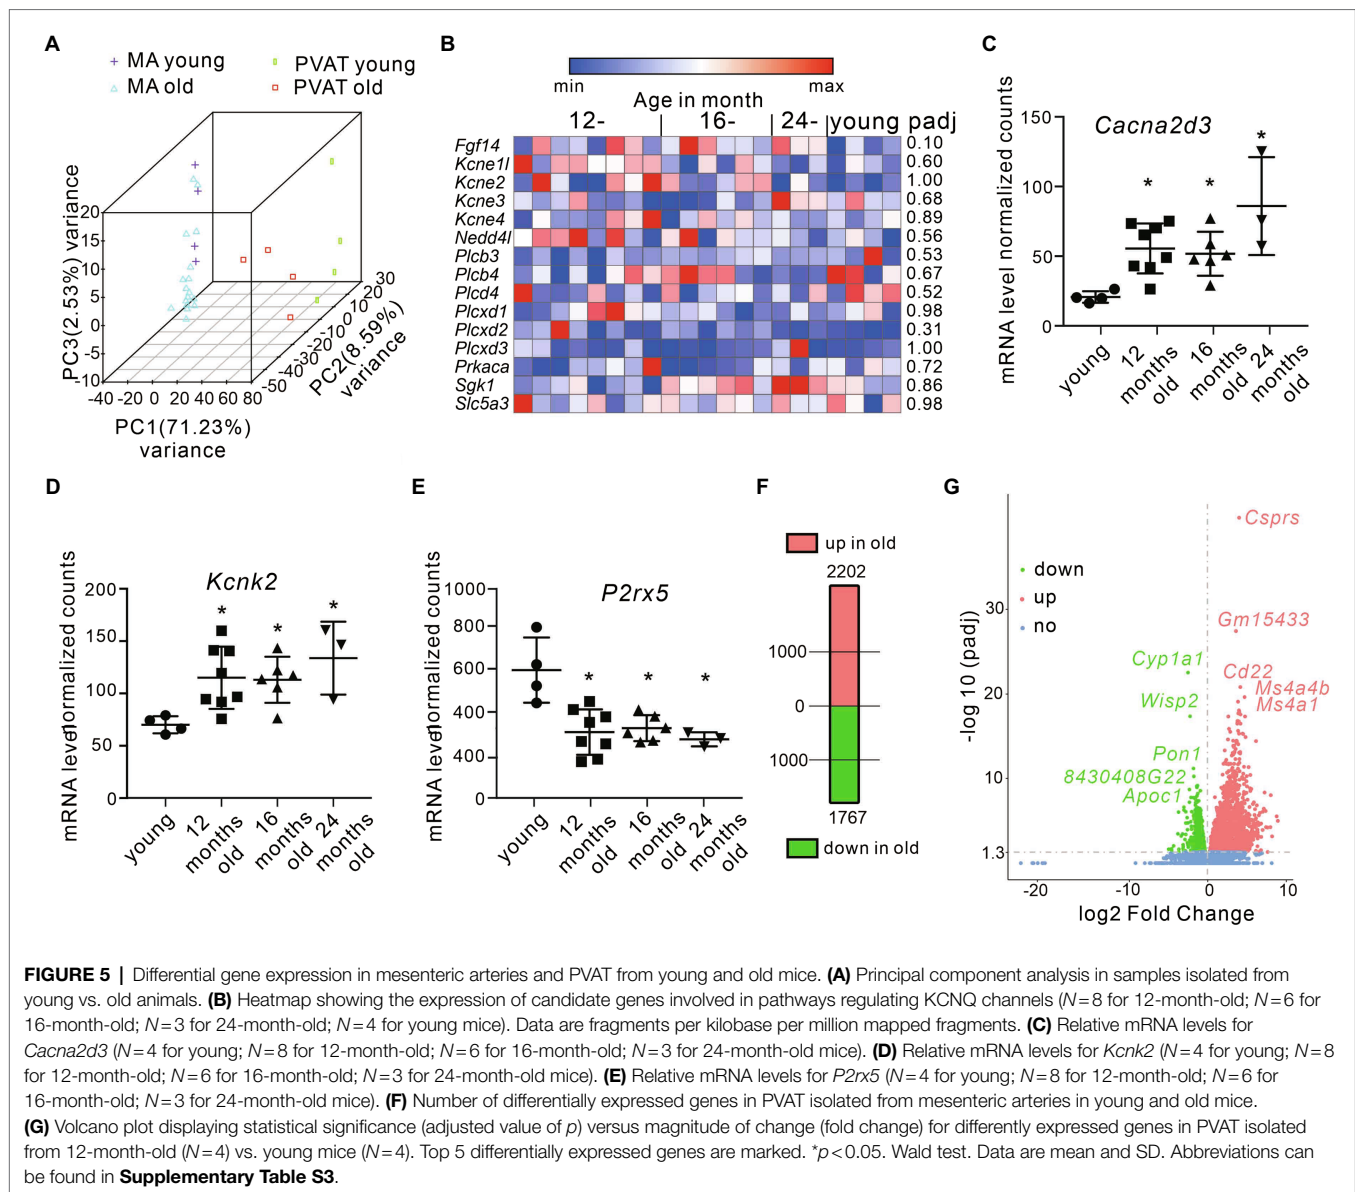 A
MA young
PVAT young
MA old
PVAT old
PC3(2.53%) variance
20
15
10
5
0
-5
-10
-40 -20 0 20 40 60 80
PC1(71.23%)
variance
-50
-40
-30
-20
-10
0
10
20
30
PC2(8.59%)
variance
B
min
max
Age in month
12- 16- 24- young padj
Fgf14 0.10
Kcne1l 0.60
Kcne2 1.00
Kcne3 0.68
Kcne4 0.89
Nedd4l 0.56
Plcb3 0.53
Plcb4 0.67
Plcd4 0.52
Plcxd1 0.98
Plcxd2 0.31
Plcxd3 1.00
Prkaca 0.72
Sgk1 0.86
Slc5a3 0.98
C
Cacna2d3
mRNA level normalized counts
150
100
50
0
* * *
young
12 months old
16 months old
24 months old
D
Kcnk2
mRNA level normalized counts
200
150
100
50
0
* * *
young
12 months old
16 months old
24 months old
E
P2rx5
mRNA level normalized counts
1000
800
600
400
400
0
* * *
young
12 months old
16 months old
24 months old
F
up in old
2202
1000
0
1000
1767
down in old
G
-log 10 (padj)
30
20
10
1.3
down
up
no
Csprs
Gm15433
Cyp1a1
Cd22
Wisp2
Ms4a4b
Ms4a1
Pon1
8430408G22
Apoc1
-20 -10 0 10
log2 Fold Change
FIGURE 5 | Differential gene expression in mesenteric arteries and PVAT from young and old mice. (A) Principal component analysis in samples isolated from
young vs. old animals. (B) Heatmap showing the expression of candidate genes involved in pathways regulating KCNQ channels (N = 8 for 12-month-old; N = 6 for
16-month-old; N = 3 for 24-month-old; N = 4 for young mice). Data are fragments per kilobase per million mapped fragments. (C) Relative mRNA levels for
Cacna2d3 (N = 4 for young; N = 8 for 12-month-old; N = 6 for 16-month-old; N = 3 for 24-month-old mice). (D) Relative mRNA levels for Kcnk2 (N = 4 for young; N = 8
for 12-month-old; N = 6 for 16-month-old; N = 3 for 24-month-old mice). (E) Relative mRNA levels for P2rx5 (N = 4 for young; N = 8 for 12-month-old; N = 6 for
16-month-old; N = 3 for 24-month-old mice). (F) Number of differentially expressed genes in PVAT isolated from mesenteric arteries in young and old mice.
(G) Volcano plot displaying statistical significance (adjusted value of p) versus magnitude of change (fold change) for differently expressed genes in PVAT isolated
from 12-month-old (N = 4) vs. young mice (N = 4). Top 5 differentially expressed genes are marked. *p < 0.05. Wald test. Data are mean and SD. Abbreviations can
be found in Supplementary Table S3.